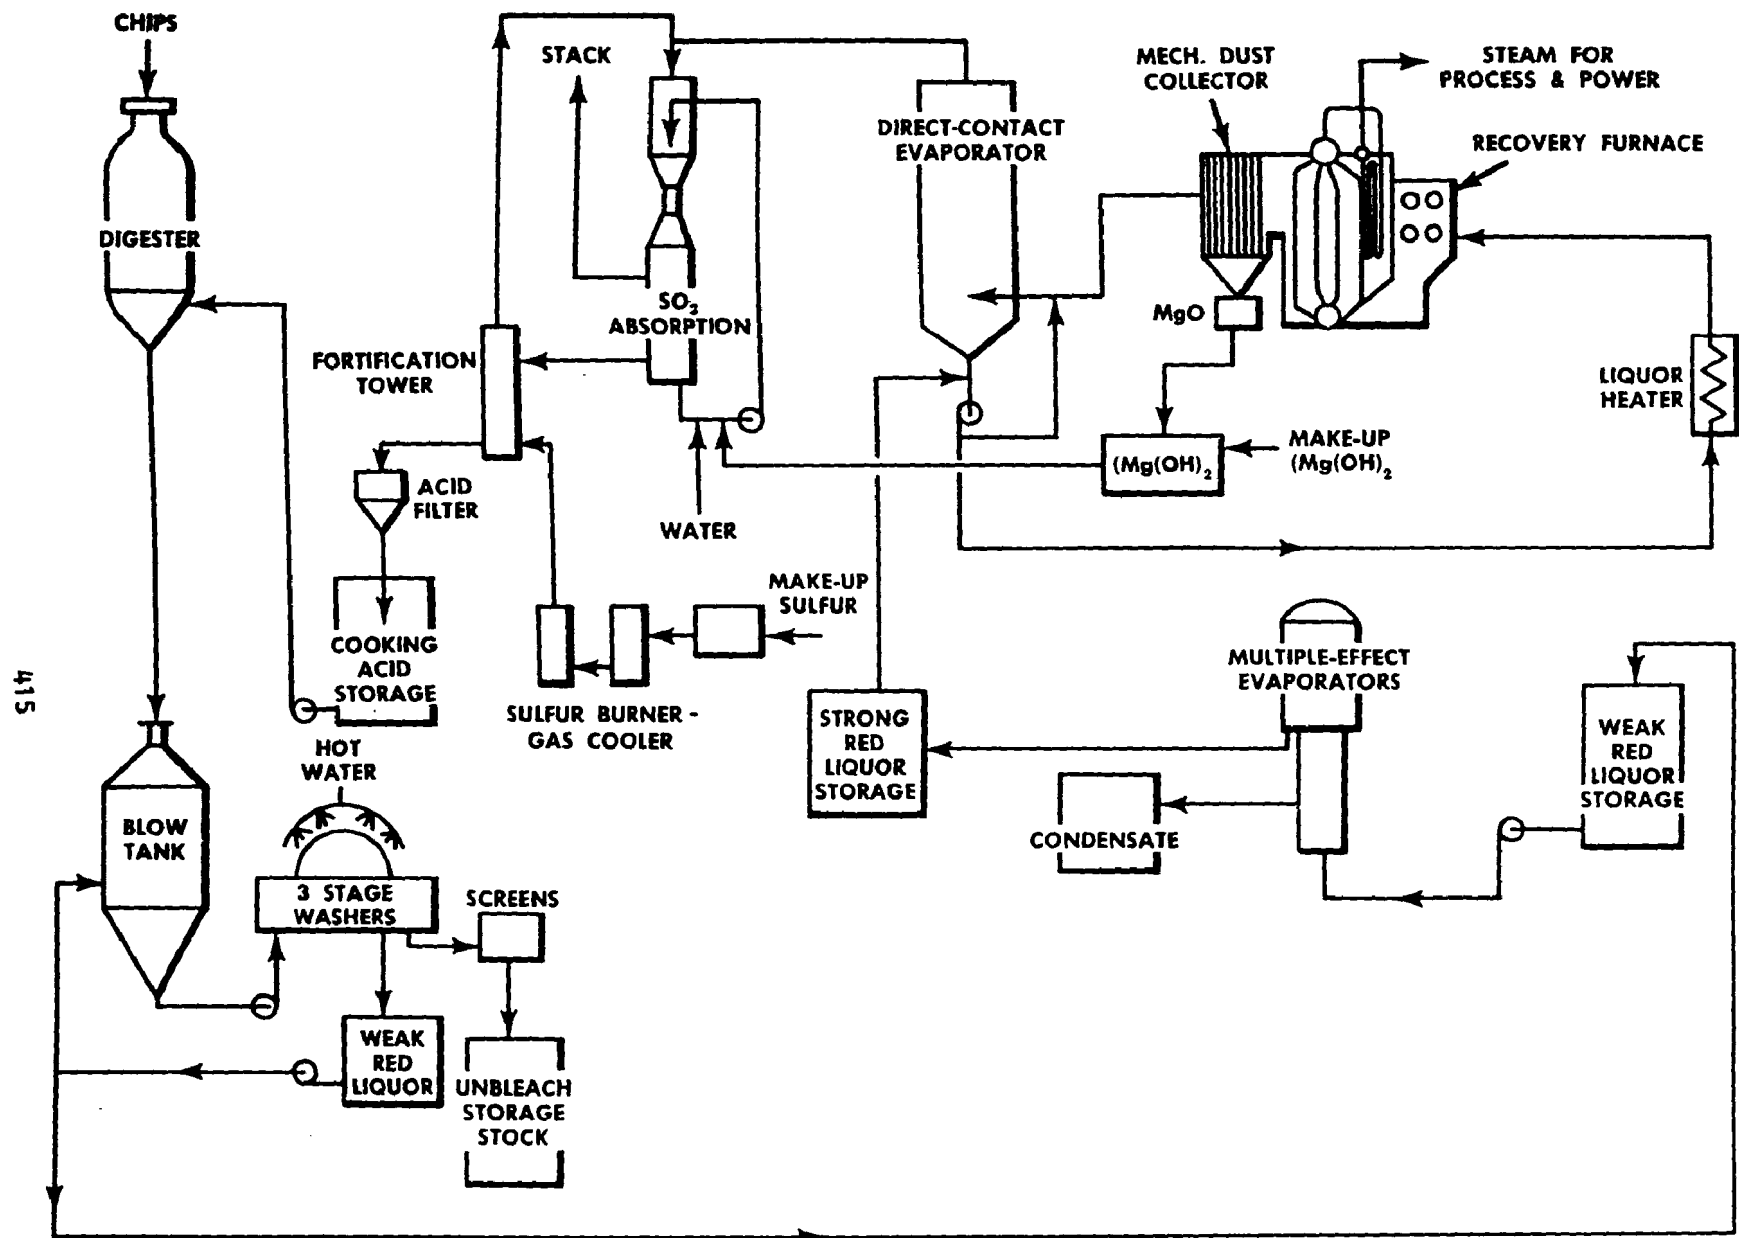 CHIPS
STACK
MECH. DUST
COLLECTOR
STEAM FOR
PROCESS & POWER
DIRECT-CONTACT
EVAPORATOR
RECOVERY FURNACE
DIGESTER
SO₂
ABSORPTION
MgO
FORTIFICATION
TOWER
LIQUOR
HEATER
(Mg(OH)₂
MAKE-UP
(Mg(OH)₂
ACID
FILTER
WATER
MAKE-UP
SULFUR
COOKING
ACID
STORAGE
SULFUR BURNER -
GAS COOLER
MULTIPLE-EFFECT
EVAPORATORS
STRONG
RED
LIQUOR
STORAGE
WEAK
RED
LIQUOR
STORAGE
CONDENSATE
415
HOT
WATER
BLOW
TANK
3 STAGE
WASHERS
SCREENS
WEAK
RED
LIQUOR
UNBLEACH
STORAGE
STOCK